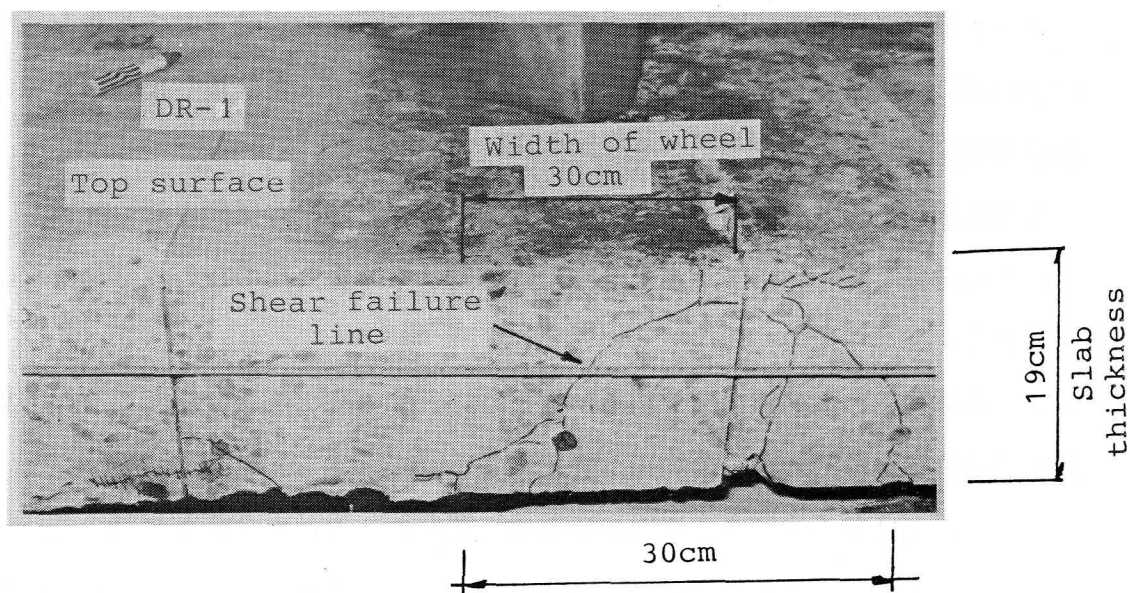 DR-1
Top surface
Width of wheel
30cm
Shear failure
line
19cm
Slab
thickness
30cm